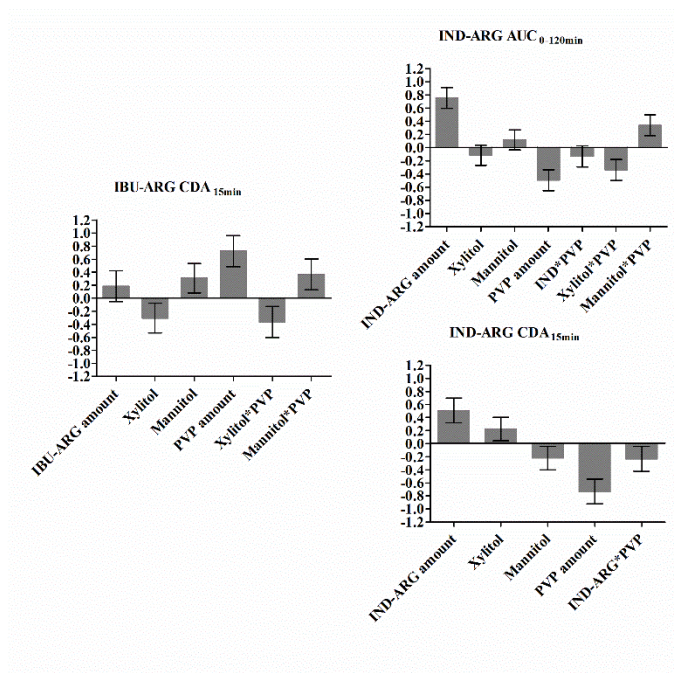 IND-ARG AUC0-120min
1.2
1.0
0.8
0.6
0.4
0.2
0.0
-0.2
-0.4
-0.6
-0.8
-1.0
-1.2
IND-ARG amount
Xylitol
Mannitol
PVP amount
IND*PVP
Xylitol*PVP
Mannitol*PVP
IBU-ARG CDA15min
1.2
1.0
0.8
0.6
0.4
0.2
0.0
-0.2
-0.4
-0.6
-0.8
-1.0
-1.2
IBU-ARG amount
Xylitol
Mannitol
PVP amount
Xylitol*PVP
Mannitol*PVP
IND-ARG CDA15min
1.2
1.0
0.8
0.6
0.4
0.2
0.0
-0.2
-0.4
-0.6
-0.8
-1.0
-1.2
IND-ARG amount
Xylitol
Mannitol
PVP amount
IND-ARG*PVP